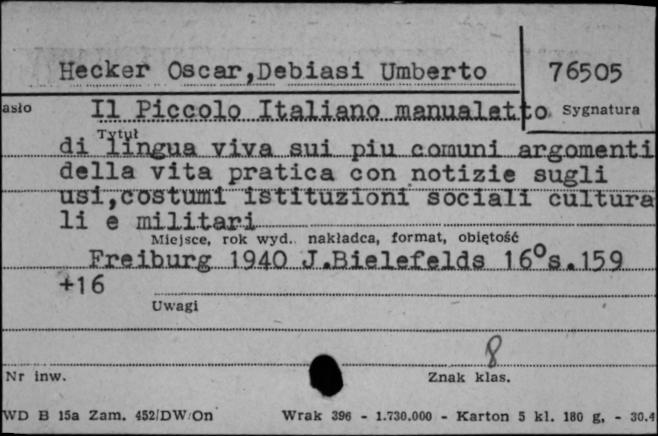 Hecker Oscar,Debiasi Umberto 76505
asło Il Piccolo Italiano manualetto Sygnatura
Tytuł
di lingua viva sui piu comuni argomenti
della vita pratica con notizie sugli
usi,costumi istituzioni sociali cultura
li e militari
Miejsce, rok wyd. nakładca, format, obiętość
Freiburg 1940 J.Bielefelds 16°s.159
+16
Uwagi
8
Nr inw. Znak klas.
WD B 15a Zam. 452/DW/On Wrak 396 - 1.730.000 - Karton 5 kl. 180 g, - 30.4